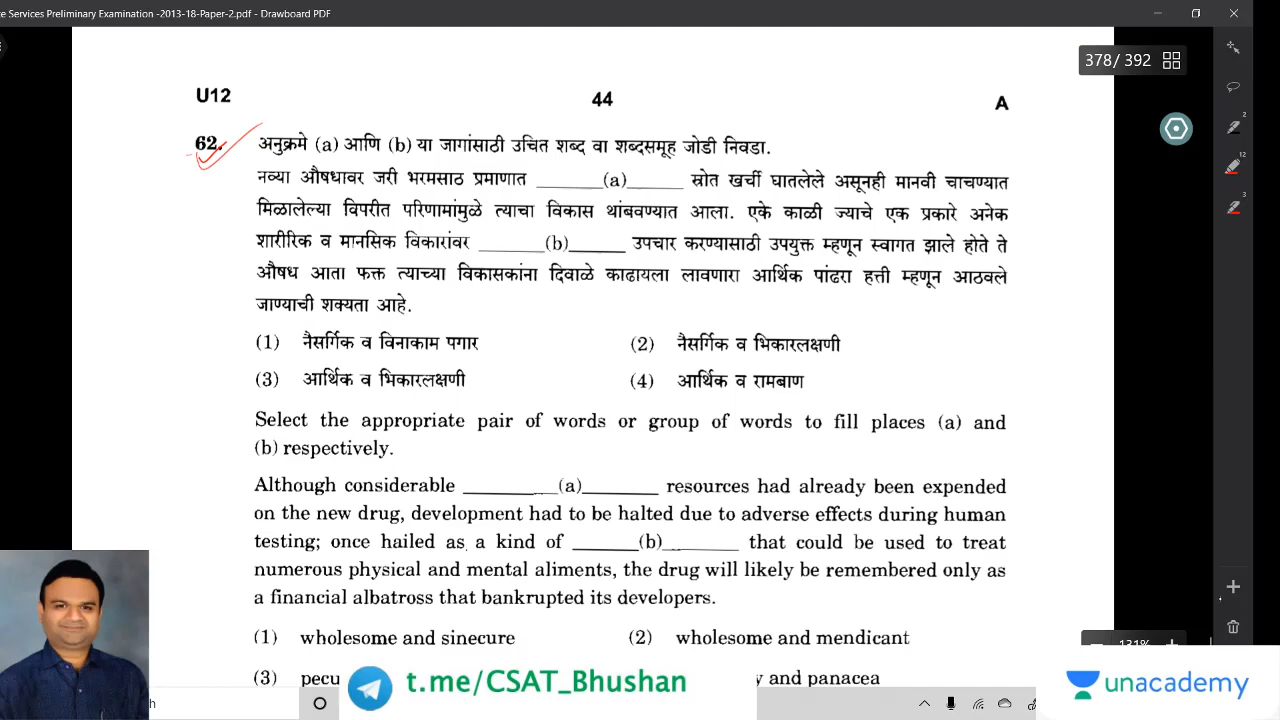 e Services Preliminary Examination -2013-18-Paper-2.pdf - Drawboard PDF
378/ 392
U12 44 A
62. अनुक्रमे (a) आणि (b) या जागांसाठी उचित शब्द वा शब्दसमूह जोडी निवडा.
नव्या औषधावर जरी भरमसाठ प्रमाणात ______(a)______ स्रोत खर्ची घातलेले असूनही मानवी चाचण्यात
मिळालेल्या विपरीत परिणामांमुळे त्याचा विकास थांबवण्यात आला. एके काळी ज्याचे एक प्रकारे अनेक
शारीरिक व मानसिक विकारांवर ______(b)______ उपचार करण्यासाठी उपयुक्त म्हणून स्वागत झाले होते ते
औषध आता फक्त त्याच्या विकासकांना दिवाळे काढायला लावणारा आर्थिक पांढरा हत्ती म्हणून आठवले
जाण्याची शक्यता आहे.
(1) नैसर्गिक व विनाकाम पगार (2) नैसर्गिक व भिकारलक्षणी
(3) आर्थिक व भिकारलक्षणी (4) आर्थिक व रामबाण
Select the appropriate pair of words or group of words to fill places (a) and
(b) respectively.
Although considerable ________(a)________ resources had already been expended
on the new drug, development had to be halted due to adverse effects during human
testing; once hailed as a kind of ______(b)________ that could be used to treat
numerous physical and mental aliments, the drug will likely be remembered only as
a financial albatross that bankrupted its developers.
(1) wholesome and sinecure (2) wholesome and mendicant
(3) pecu y and panacea
t.me/CSAT_Bhushan
unacademy
131%
h